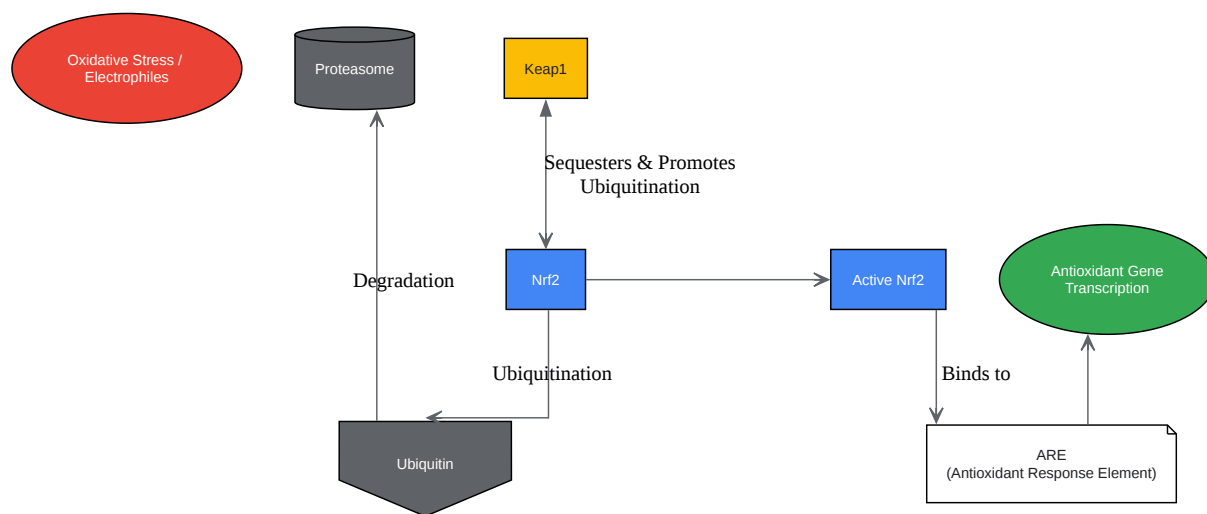 Oxidative Stress /
Electrophiles
Proteasome
Keap1
Sequesters & Promotes
Ubiquitination
Degradation
Nrf2
Active Nrf2
Antioxidant Gene
Transcription
Ubiquitination
Binds to
Ubiquitin
ARE
(Antioxidant Response Element)